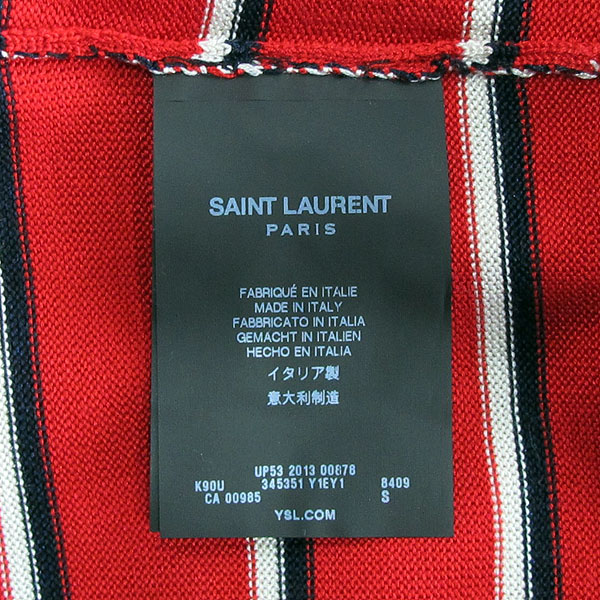 SAINT LAURENT
PARIS
FABRIQUÉ EN ITALIE
MADE IN ITALY
FABBRICATO IN ITALIA
GEMACHT IN ITALIEN
HECHO EN ITALIA
イタリア製
意大利制造
UP53 2013 00878
K90U 345351 Y1EY1 8409
CA 00985 S
YSL.COM